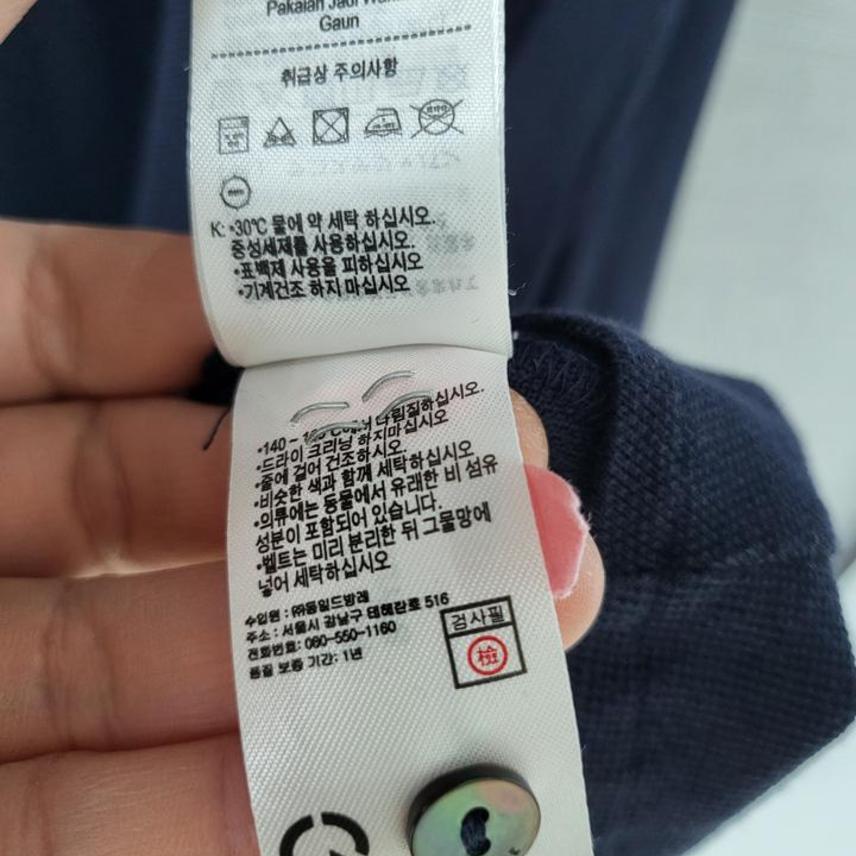 Pakaian Jadi
Gaun
취급상 주의사항
K: •30℃ 물에 약 세탁 하십시오.
중성세제를 사용하십시오.
•표백제 사용을 피하십시오
•기계건조 하지 마십시오
•140 – 다림질하십시오.
•드라이 크리닝 하지마십시오
•줄에 걸어 건조하십시오.
•비슷한 색과 함께 세탁하십시오
•의류에는 동물에서 유래한 비 섬유
성분이 포함되어 있습니다.
•벨트는 미리 분리한 뒤 그물망에
넣어 세탁하십시오
수입원 : ㈜동일드방레
주소 : 서울시 강남구 테헤란로 516
전화번호: 080-550-1160
품질 보증 기간: 1년
검사필
檢